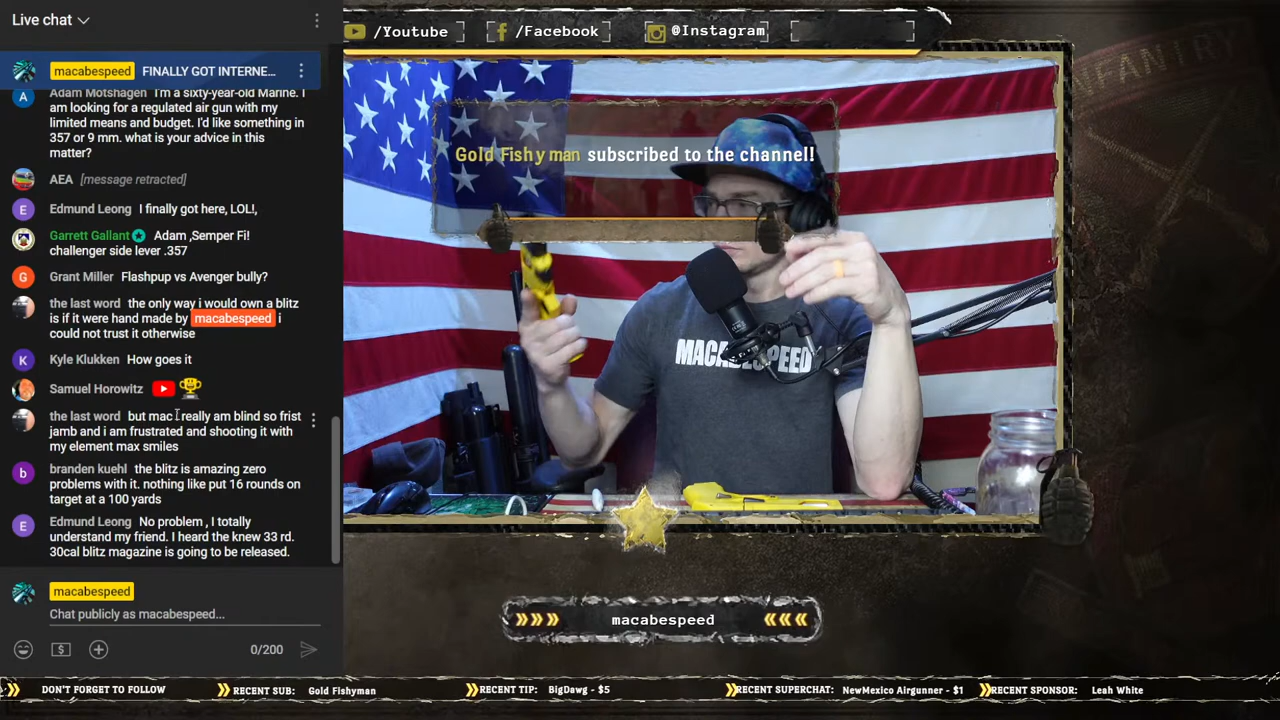 Live chat
macabespeed FINALLY GOT INTERNE...
Adam Motshagen I'm a sixty-year-old Marine. I
am looking for a regulated air gun with my
limited means and budget. I'd like something in
357 or 9 mm. what is your advice in this
matter?
AEA [message retracted]
Edmund Leong I finally got here, LOL!,
Garrett Gallant Adam ,Semper Fi!
challenger side lever .357
Grant Miller Flashpup vs Avenger bully?
the last word the only way i would own a blitz
is if it were hand made by macabespeed i
could not trust it otherwise
Kyle Klukken How goes it
Samuel Horowitz
the last word but mac i really am blind so frist
jamb and i am frustrated and shooting it with
my element max smiles
branden kuehl the blitz is amazing zero
problems with it. nothing like put 16 rounds on
target at a 100 yards
Edmund Leong No problem , I totally
understand my friend. I heard the knew 33 rd.
30cal blitz magazine is going to be released.
macabespeed
Chat publicly as macabespeed...
0/200
/Youtube
/Facebook
@Instagram
INFANTRY
Gold Fishyman subscribed to the channel!
MACABESPEED
macabespeed
DON'T FORGET TO FOLLOW
RECENT SUB: Gold Fishyman
RECENT TIP: BigDawg - $5
RECENT SUPERCHAT: NewMexico Airgunner - $1
RECENT SPONSOR: Leah White